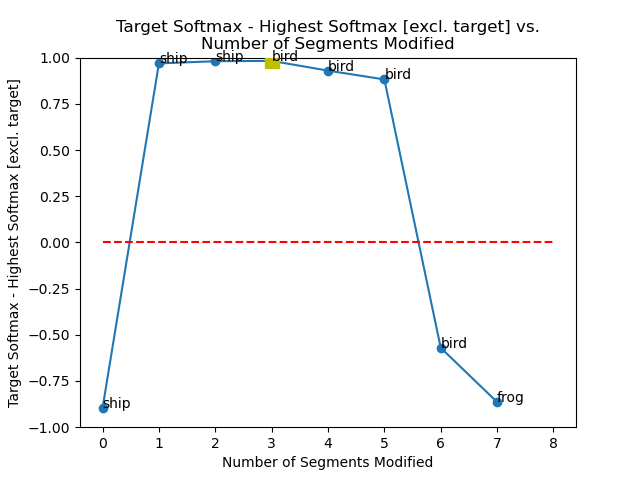 Target Softmax - Highest Softmax [excl. target] vs.
Number of Segments Modified
Target Softmax - Highest Softmax [excl. target]
1.00
0.75
0.50
0.25
0.00
−0.25
−0.50
−0.75
−1.00
ship
ship
ship
bird
bird
bird
bird
frog
0 1 2 3 4 5 6 7 8
Number of Segments Modified